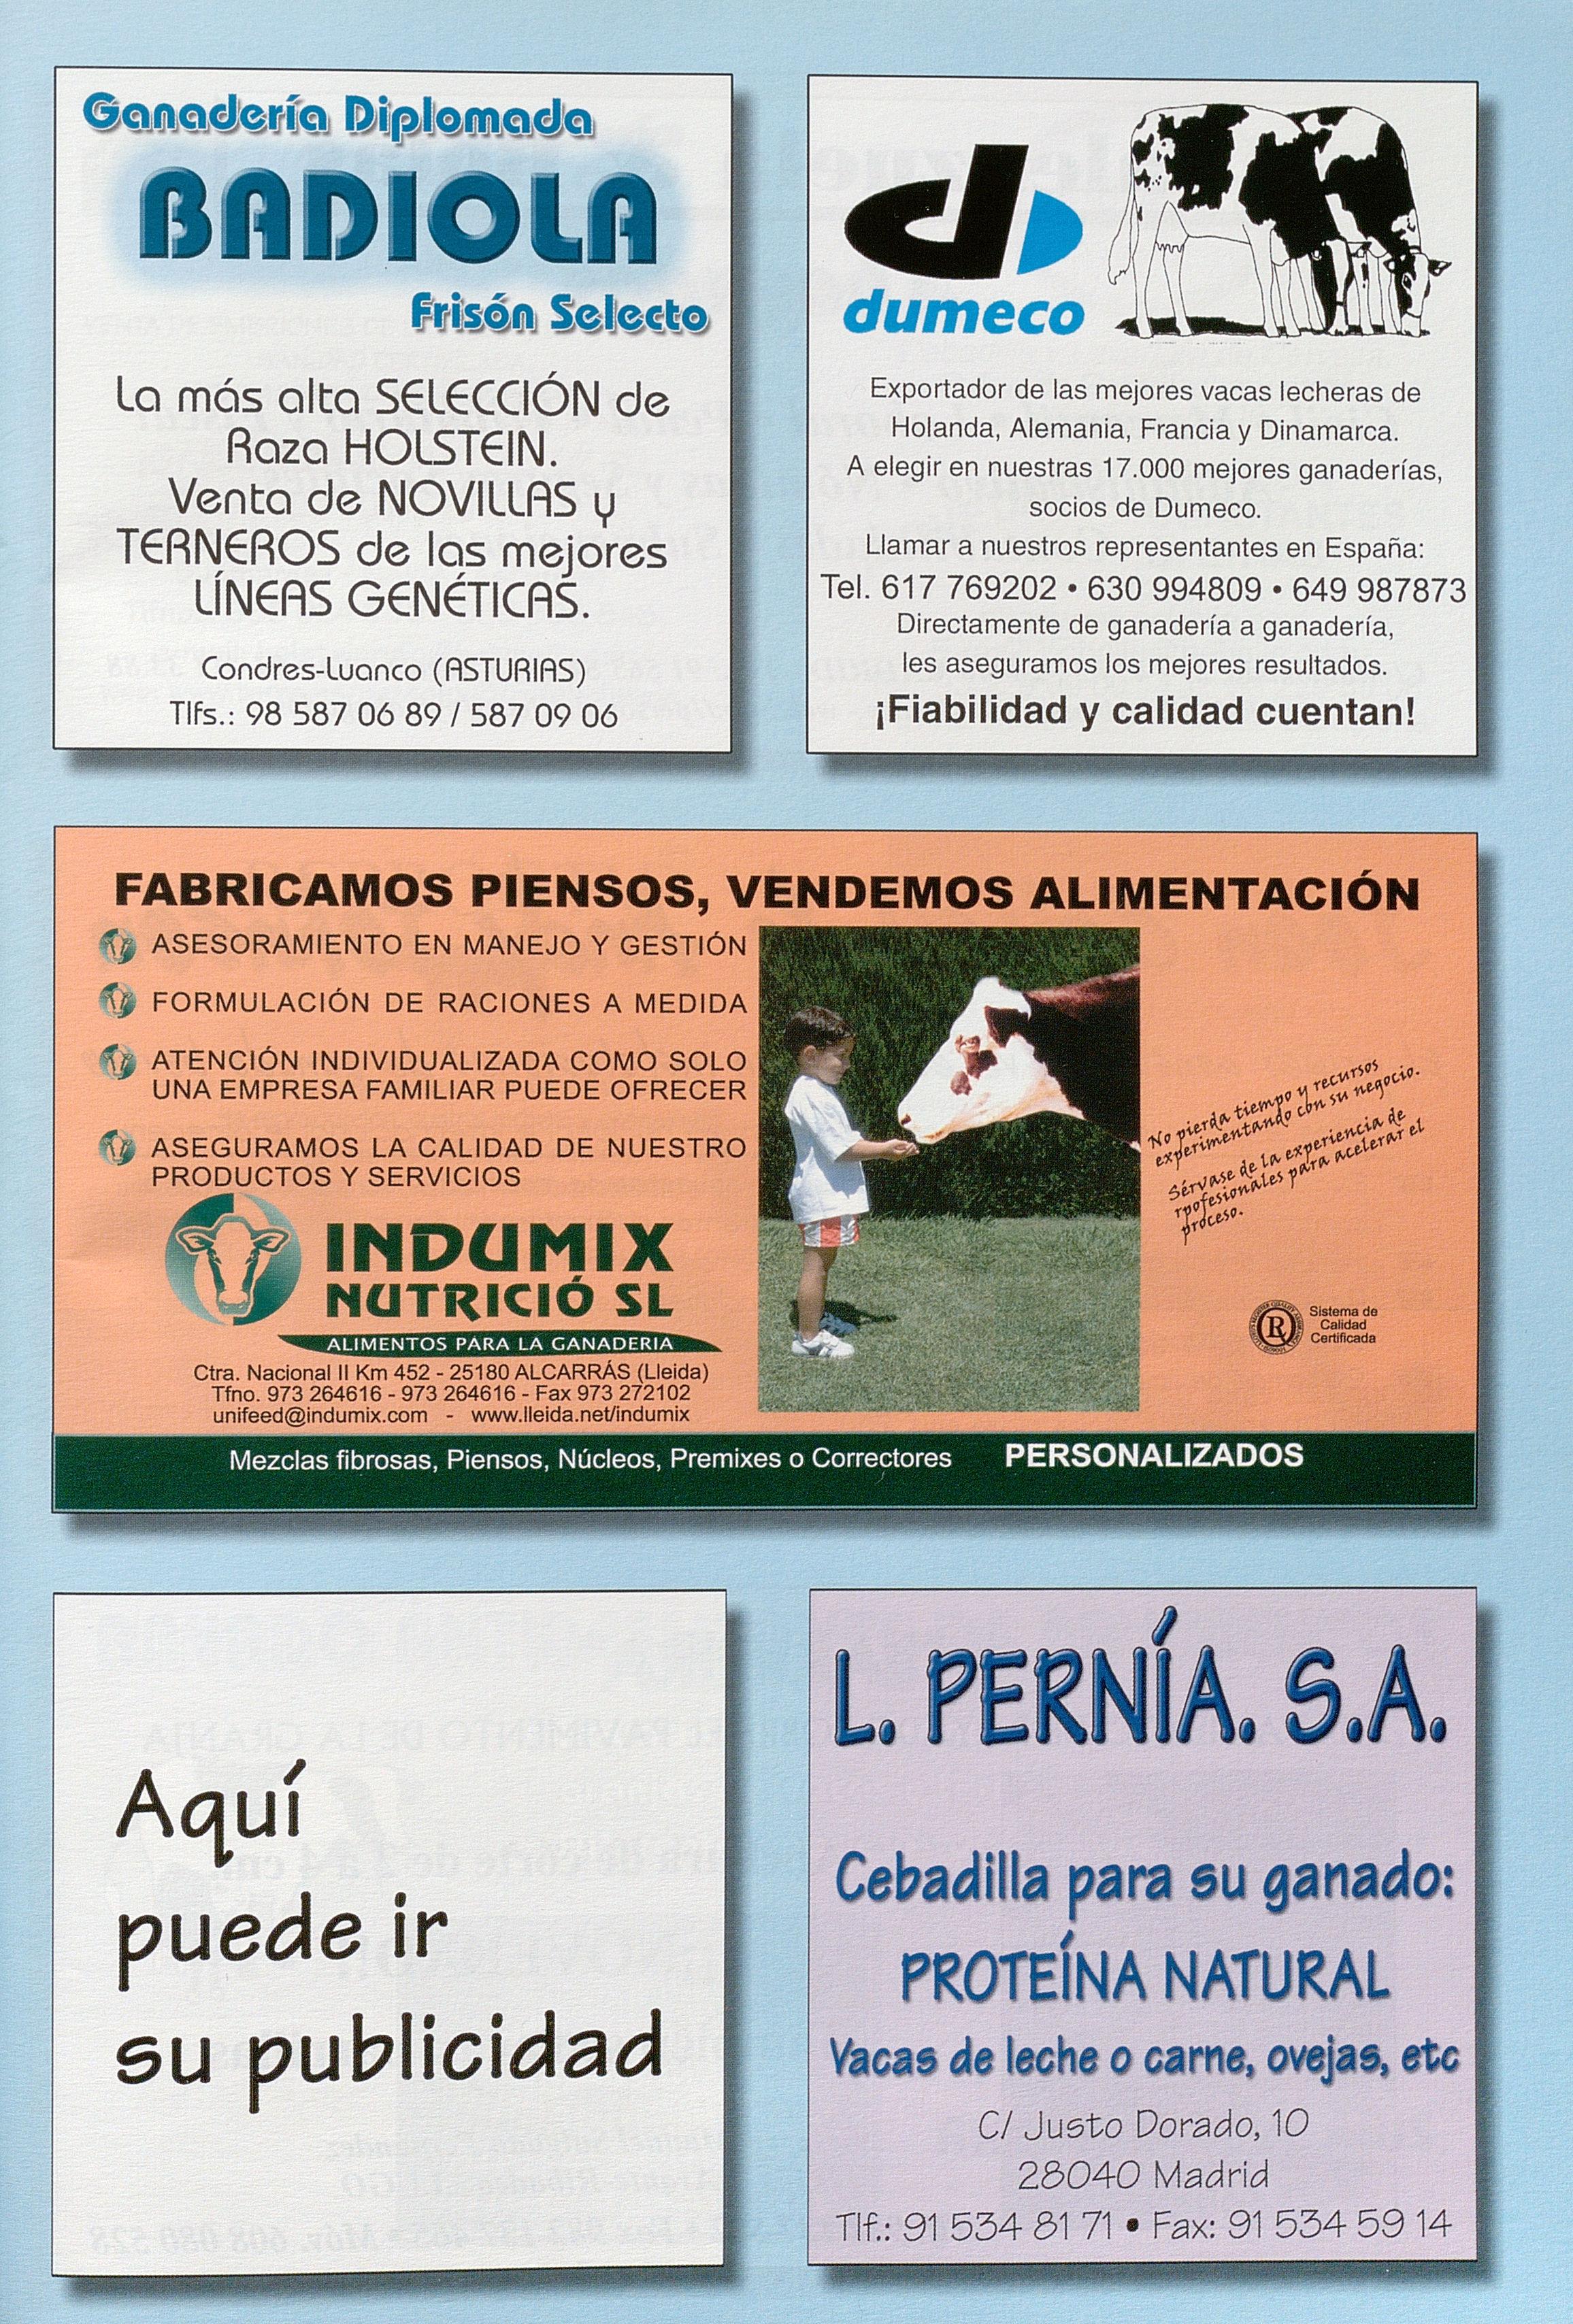 Ganadería Diplomada
BADIOLA
Frisón Selecto
La más alta SELECCIÓN de
Raza HOLSTEIN.
Venta de NOVILLAS y
TERNEROS de las mejores
LÍNEAS GENÉTICAS.
Condres-Luanco (ASTURIAS)
Tlfs.: 98 587 06 89 / 587 09 06
dumeco
Exportador de las mejores vacas lecheras de
Holanda, Alemania, Francia y Dinamarca.
A elegir en nuestras 17.000 mejores ganaderías,
socios de Dumeco.
Llamar a nuestros representantes en España:
Tel. 617 769202 • 630 994809 • 649 987873
Directamente de ganadería a ganadería,
les aseguramos los mejores resultados.
¡Fiabilidad y calidad cuentan!
FABRICAMOS PIENSOS, VENDEMOS ALIMENTACIÓN
ASESORAMIENTO EN MANEJO Y GESTIÓN
FORMULACIÓN DE RACIONES A MEDIDA
ATENCIÓN INDIVIDUALIZADA COMO SOLO
UNA EMPRESA FAMILIAR PUEDE OFRECER
ASEGURAMOS LA CALIDAD DE NUESTRO
PRODUCTOS Y SERVICIOS
INDUMIX
NUTRICIÓ SL
ALIMENTOS PARA LA GANADERIA
Ctra. Nacional II Km 452 - 25180 ALCARRÁS (Lleida)
Tfno. 973 264616 - 973 264616 - Fax 973 272102
unifeed@indumix.com - www.lleida.net/indumix
No pierda tiempo y recursos
experimentando con su negocio.
Sérvase de la experiencia de
rpofesionales para acelerar el
proceso.
R
Sistema de
Calidad
Certificada
Mezclas fibrosas, Piensos, Núcleos, Premixes o Correctores PERSONALIZADOS
Aquí
puede ir
su publicidad
L. PERNÍA. S.A.
Cebadilla para su ganado:
PROTEÍNA NATURAL
Vacas de leche o carne, ovejas, etc
C/ Justo Dorado, 10
28040 Madrid
Tlf.: 91 534 81 71 • Fax: 91 534 59 14